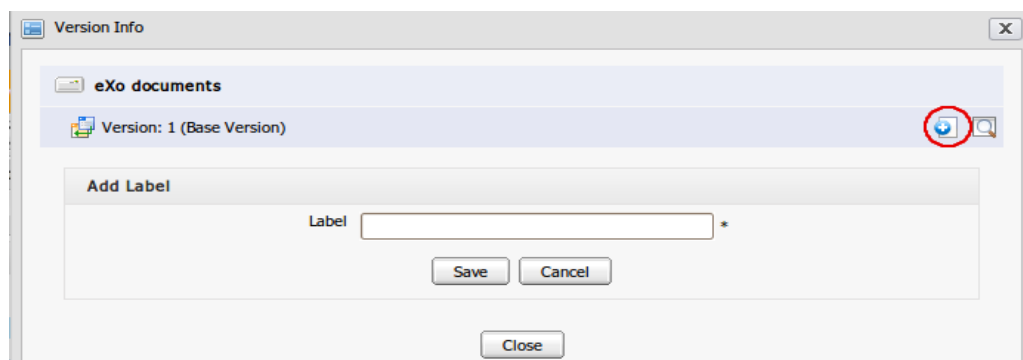 Version Info
eXo documents
Version: 1 (Base Version)
Add Label
Label *
Save Cancel
Close